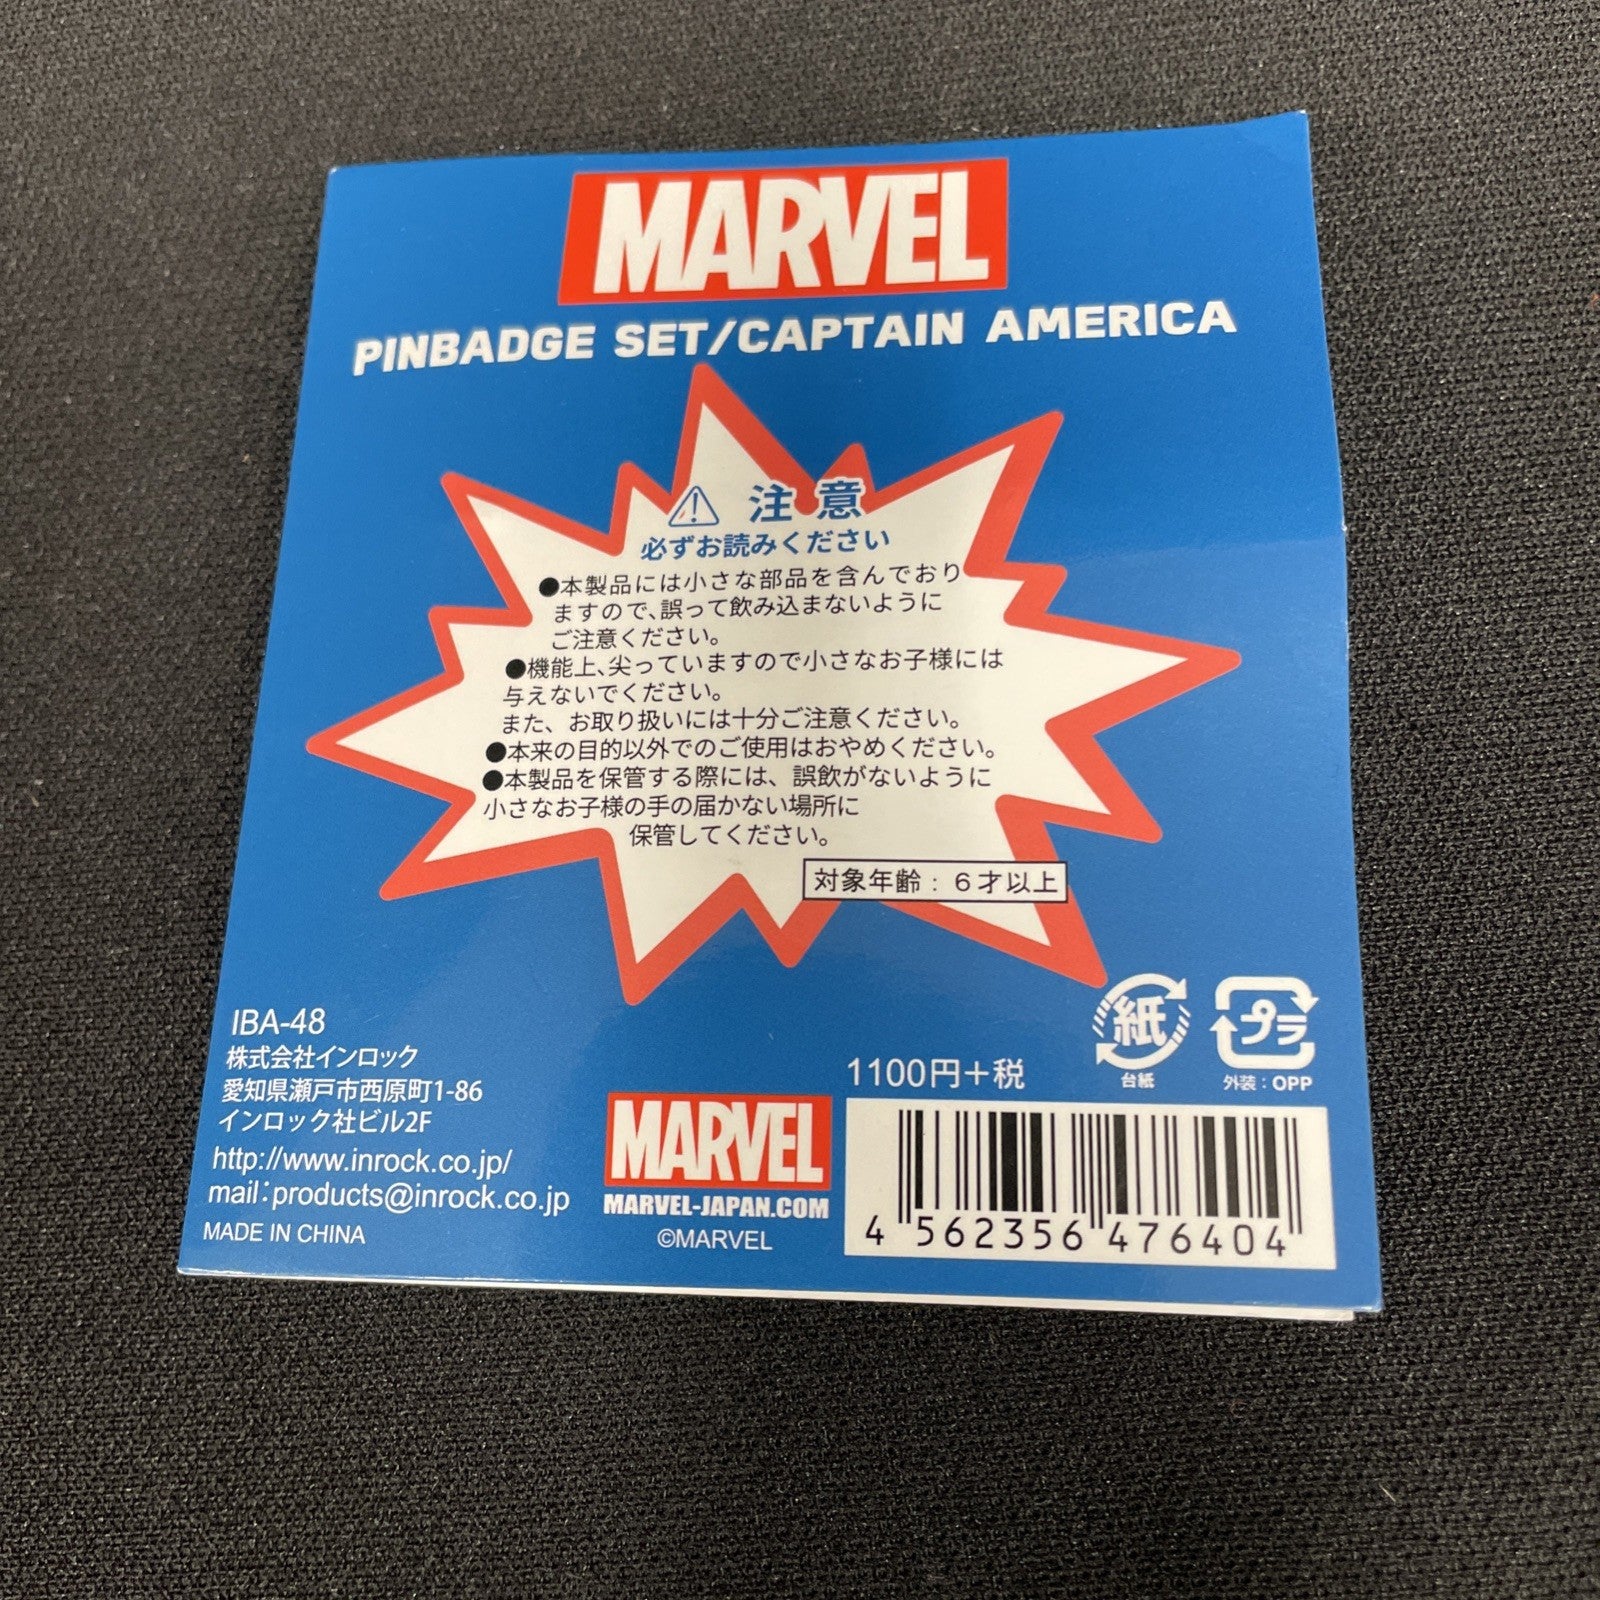 MARVEL
PINBADGE SET/CAPTAIN AMERICA
注意
必ずお読みください
●本製品には小さな部品を含んでおり
ますので、誤って飲み込まないように
ご注意ください。
●機能上、尖っていますので小さなお子様には
与えないでください。
また、お取り扱いには十分ご注意ください。
●本来の目的以外でのご使用はおやめください。
●本製品を保管する際には、誤飲がないように
小さなお子様の手の届かない場所に
保管してください。
対象年齢：6才以上
IBA-48
株式会社インロック
愛知県瀬戸市西原町1-86
インロック社ビル2F
http://www.inrock.co.jp/
mail:products@inrock.co.jp
MADE IN CHINA
MARVEL
MARVEL-JAPAN.COM
©MARVEL
紙
台紙
プラ
外装：OPP
1100円+税
4 562356 476404